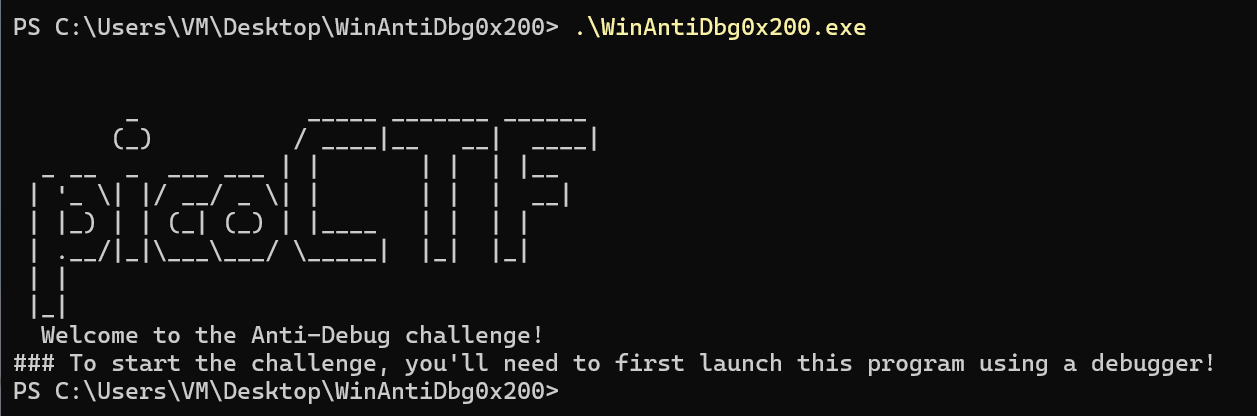 PS C:\Users\VM\Desktop\WinAntiDbg0x200> .\WinAntiDbg0x200.exe
        _            _____ _______ ______
       (_)          / ____|__   __|  ____|
  _ __  _  ___ ___ | |       | |  | |__
 | '_ \| |/ __/ _ \| |       | |  |  __|
 | |_) | | (_| (_) | |____   | |  | |
 | .__/|_|\___\___/ \_____|  |_|  |_|
 | |
 |_|
  Welcome to the Anti-Debug challenge!
### To start the challenge, you'll need to first launch this program using a debugger!
PS C:\Users\VM\Desktop\WinAntiDbg0x200>